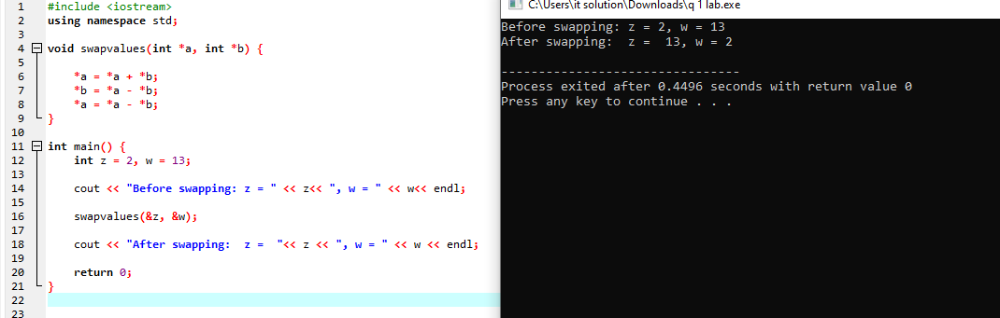 1 #include <iostream>
2 using namespace std;
3
4 void swapvalues(int *a, int *b) {
5
6 *a = *a + *b;
7 *b = *a - *b;
8 *a = *a - *b;
9 }
10
11 int main() {
12 int z = 2, w = 13;
13
14 cout << "Before swapping: z = " << z<< ", w = " << w<< endl;
15
16 swapvalues(&z, &w);
17
18 cout << "After swapping:  z =  "<< z << ", w = " << w << endl;
19
20 return 0;
21 }
22
23
C:\Users\it solution\Downloads\q 1 lab.exe
Before swapping: z = 2, w = 13
After swapping:  z =  13, w = 2
--------------------------------
Process exited after 0.4496 seconds with return value 0
Press any key to continue . . .